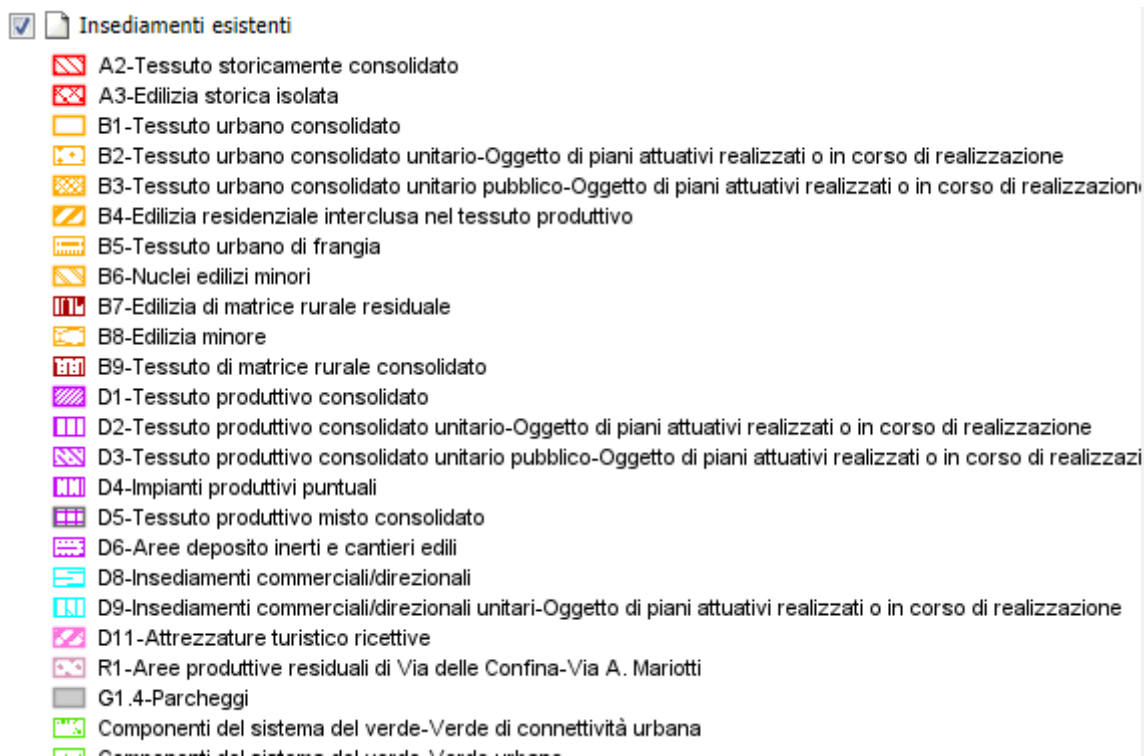 Insediamenti esistenti
A2-Tessuto storicamente consolidato
A3-Edilizia storica isolata
B1-Tessuto urbano consolidato
B2-Tessuto urbano consolidato unitario-Oggetto di piani attuativi realizzati o in corso di realizzazione
B3-Tessuto urbano consolidato unitario pubblico-Oggetto di piani attuativi realizzati o in corso di realizzazion
B4-Edilizia residenziale interclusa nel tessuto produttivo
B5-Tessuto urbano di frangia
B6-Nuclei edilizi minori
B7-Edilizia di matrice rurale residuale
B8-Edilizia minore
B9-Tessuto di matrice rurale consolidato
D1-Tessuto produttivo consolidato
D2-Tessuto produttivo consolidato unitario-Oggetto di piani attuativi realizzati o in corso di realizzazione
D3-Tessuto produttivo consolidato unitario pubblico-Oggetto di piani attuativi realizzati o in corso di realizzazi
D4-Impianti produttivi puntuali
D5-Tessuto produttivo misto consolidato
D6-Aree deposito inerti e cantieri edili
D8-Insediamenti commerciali/direzionali
D9-Insediamenti commerciali/direzionali unitari-Oggetto di piani attuativi realizzati o in corso di realizzazione
D11-Attrezzature turistico ricettive
R1-Aree produttive residuali di Via delle Confina-Via A. Mariotti
G1.4-Parcheggi
Componenti del sistema del verde-Verde di connettività urbana
Componenti del sistema del verde-Verde urbano